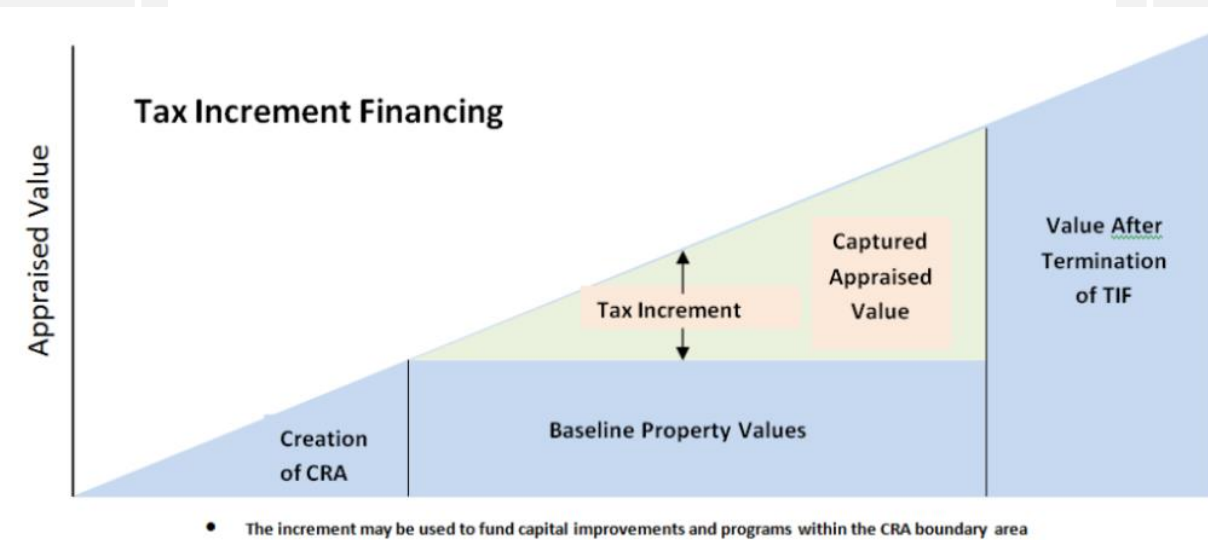 Tax Increment Financing
Appraised Value
Captured
Appraised
Value
Tax Increment
Value After
Termination
of TIF
Creation
of CRA
Baseline Property Values
• The increment may be used to fund capital improvements and programs within the CRA boundary area